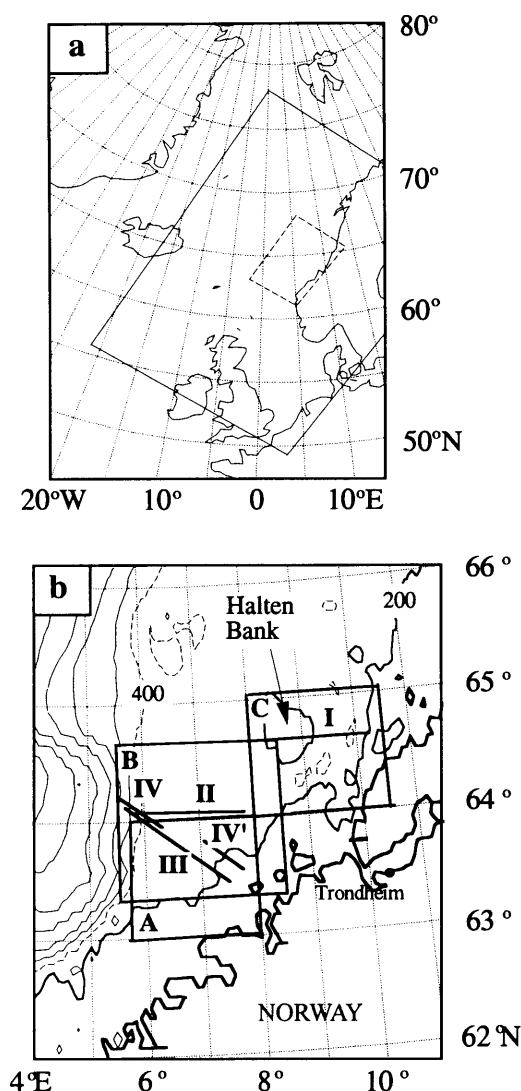 a
80°
70°
60°
50°N
20°W 10° 0 10°E
b
66°
Halten
Bank
200
65°
400
C I
B
IV II
64°
IV'
III
Trondheim
A
63°
NORWAY
62°N
4°E 6° 8° 10°